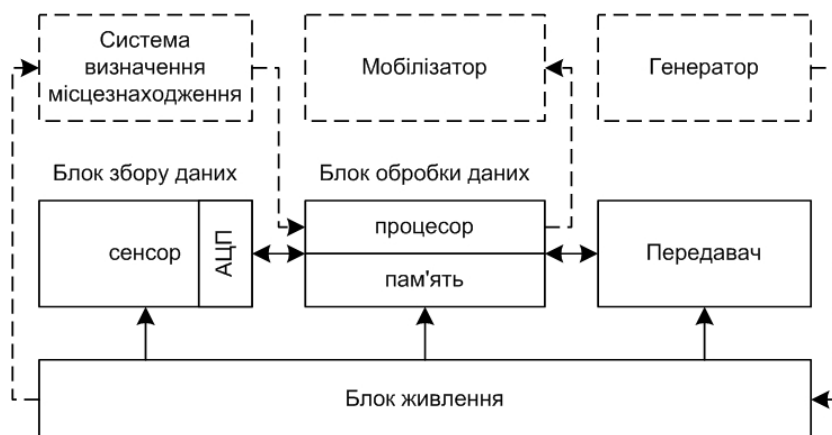 Система
визначення
місцезнаходження
Мобілізатор
Генератор
Блок збору даних
Блок обробки даних
сенсор
АЦП
процесор
пам'ять
Передавач
Блок живлення